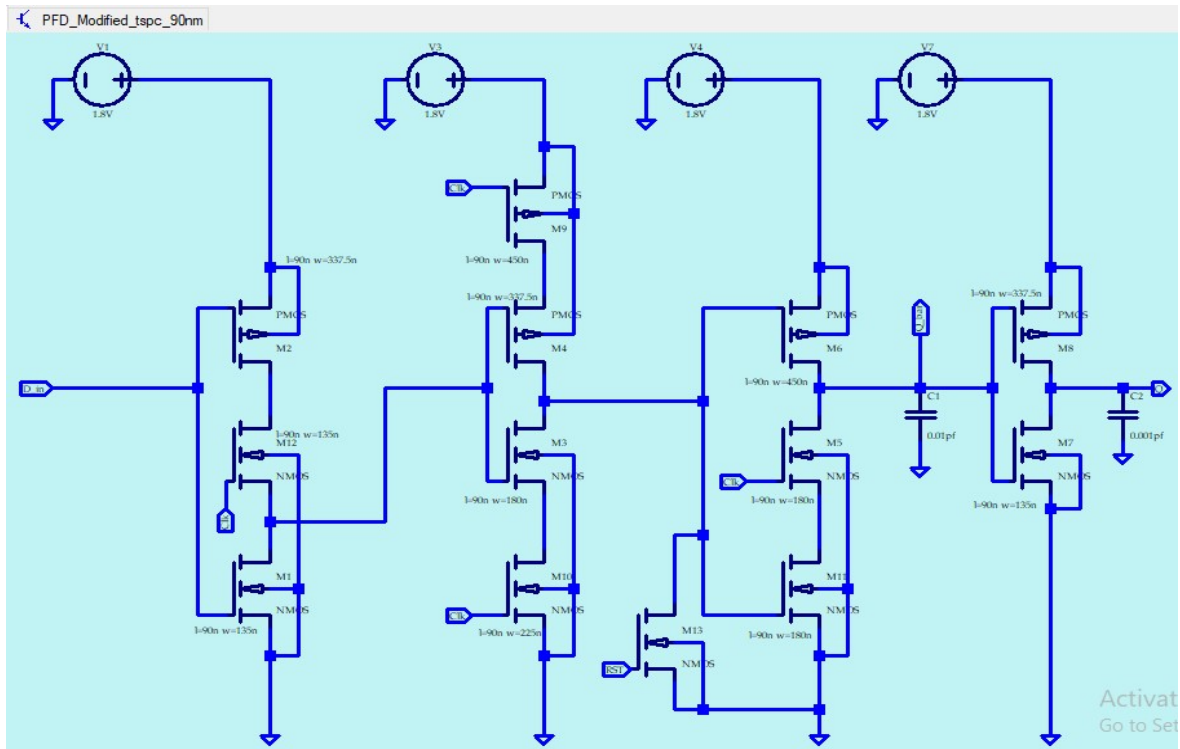 PFD_Modified_tspc_90nm
V1
1.8V
V3
1.8V
V4
1.8V
V7
1.8V
Clk
PMOS
M9
l=90n w=450n
l=90n w=337.5n
PMOS
M2
D_in
l=90n w=135n
M12
NMOS
Clk
M1
NMOS
l=90n w=135n
l=90n w=337.5n
PMOS
M4
M3
NMOS
l=90n w=180n
M10
NMOS
Clk
l=90n w=225n
PMOS
M6
l=90n w=450n
M5
NMOS
Clk
l=90n w=180n
M11
NMOS
l=90n w=180n
M13
NMOS
RST
Q_bar
C1
0.01pf
l=90n w=337.5n
PMOS
M8
M7
NMOS
l=90n w=135n
C2
0.001pf
Q
Activat
Go to Set